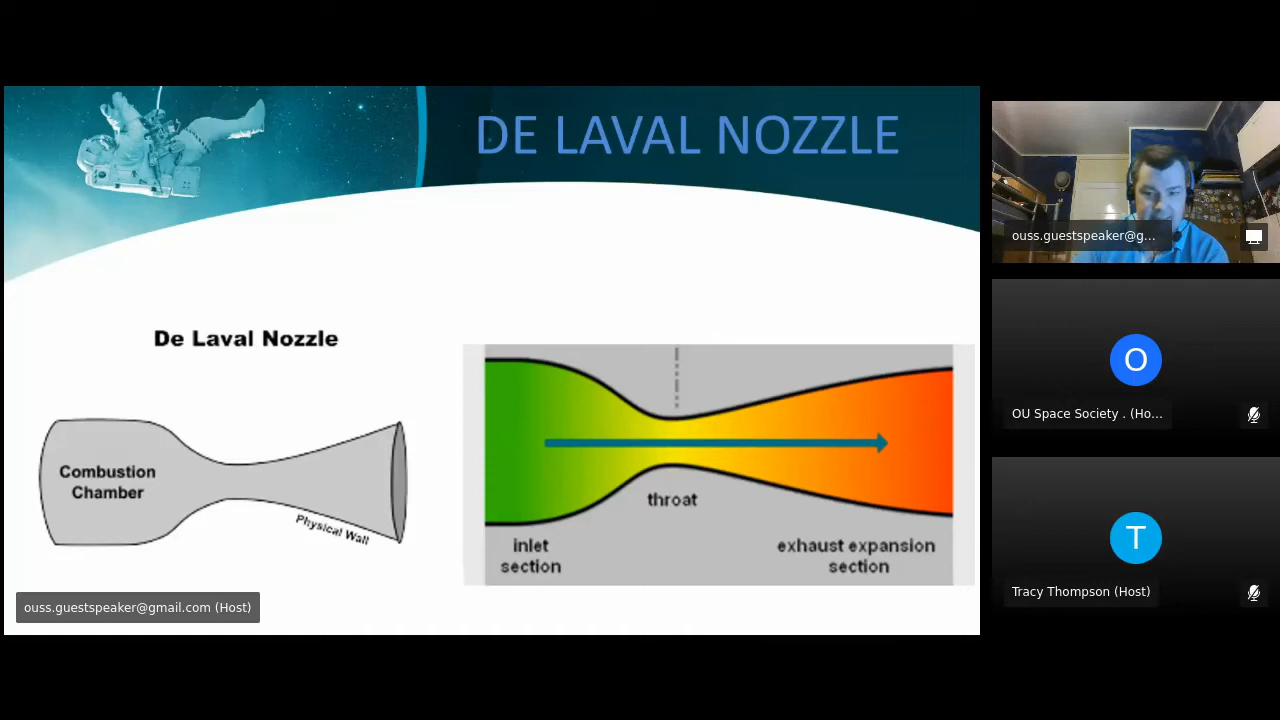 DE LAVAL NOZZLE
De Laval Nozzle
Combustion
Chamber
Physical Wall
throat
inlet
section
exhaust expansion
section
ouss.guestspeaker@gmail.com (Host)
ouss.guestspeaker@g...
O
OU Space Society . (Ho...
T
Tracy Thompson (Host)